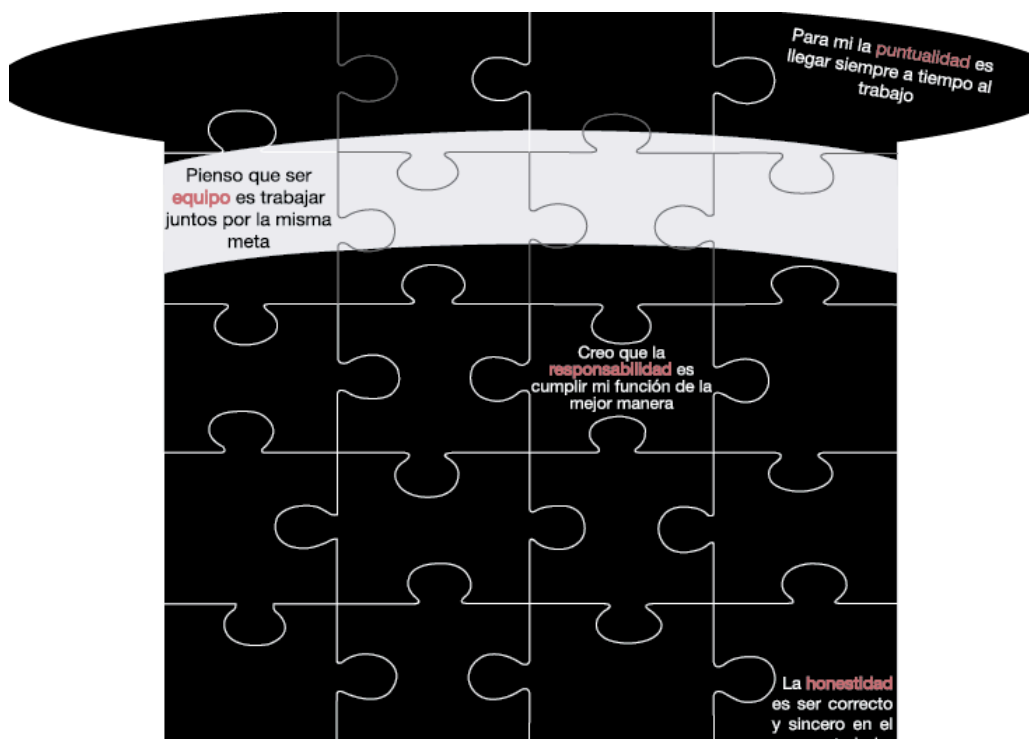 Para mi la puntualidad es
llegar siempre a tiempo al
trabajo
Pienso que ser
equipo es trabajar
juntos por la misma
meta
Creo que la
responsabilidad es
cumplir mi función de la
mejor manera
La honestidad
es ser correcto
y sincero en el